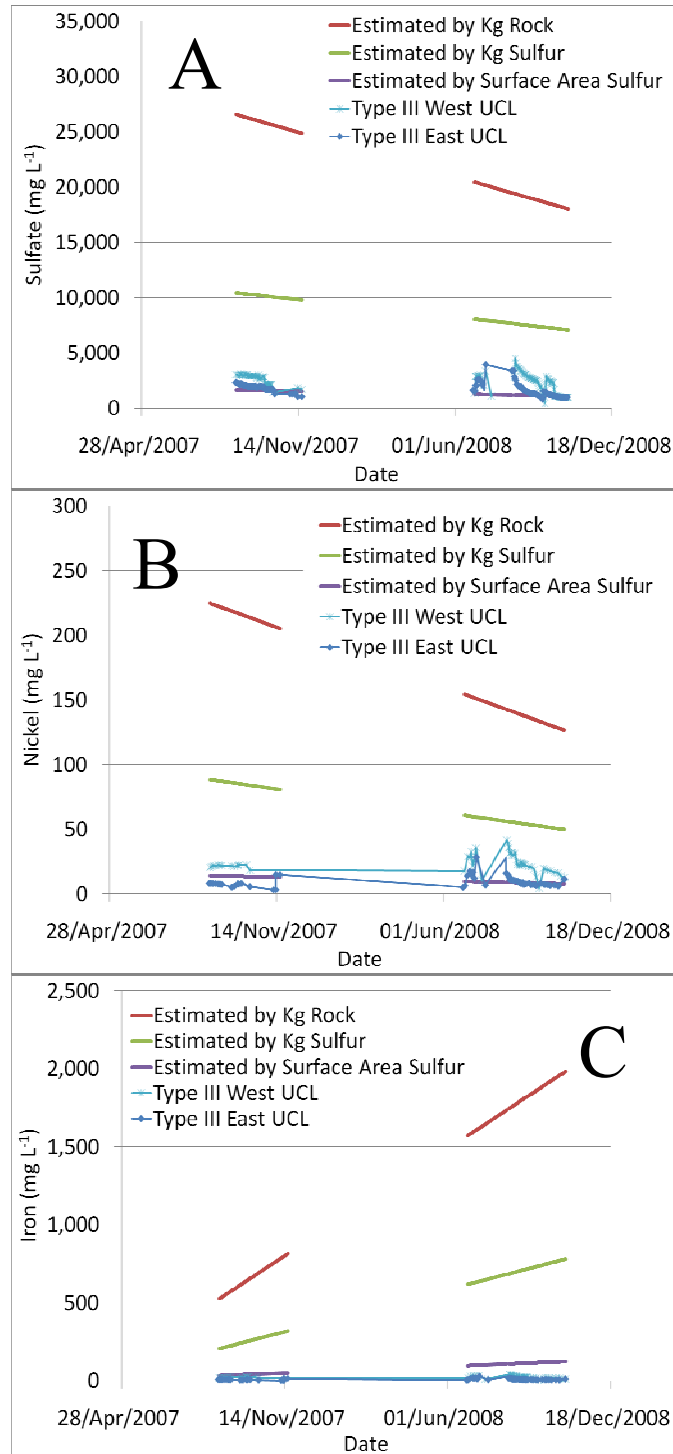 A
35,000
30,000
25,000
20,000
15,000
10,000
5,000
0
Sulfate (mg L-1)
Estimated by Kg Rock
Estimated by Kg Sulfur
Estimated by Surface Area Sulfur
Type III West UCL
Type III East UCL
28/Apr/2007 14/Nov/2007 01/Jun/2008 18/Dec/2008
Date
B
300
250
200
150
100
50
0
Nickel (mg L-1)
Estimated by Kg Rock
Estimated by Kg Sulfur
Estimated by Surface Area Sulfur
Type III West UCL
Type III East UCL
28/Apr/2007 14/Nov/2007 01/Jun/2008 18/Dec/2008
Date
C
2,500
2,000
1,500
1,000
500
0
Iron (mg L-1)
Estimated by Kg Rock
Estimated by Kg Sulfur
Estimated by Surface Area Sulfur
Type III West UCL
Type III East UCL
28/Apr/2007 14/Nov/2007 01/Jun/2008 18/Dec/2008
Date